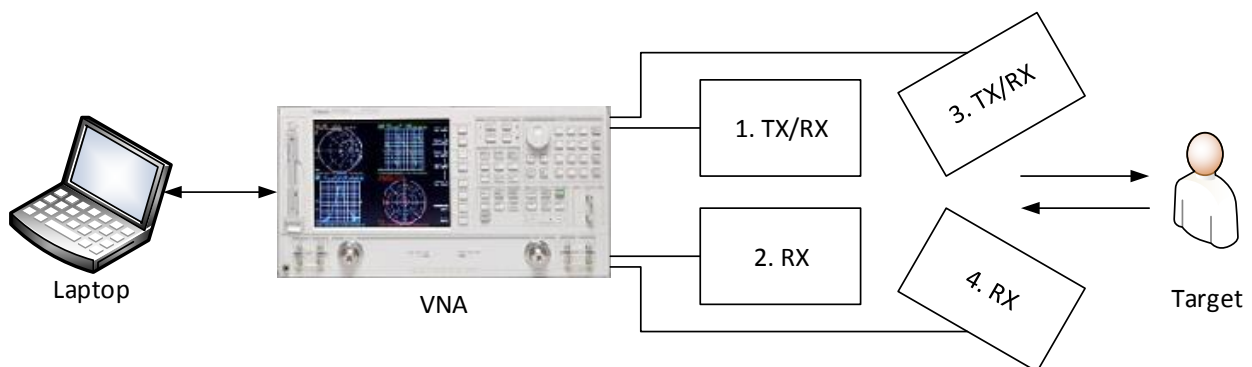 3. TX/RX
1. TX/RX
2. RX
4. RX
Laptop
VNA
Target